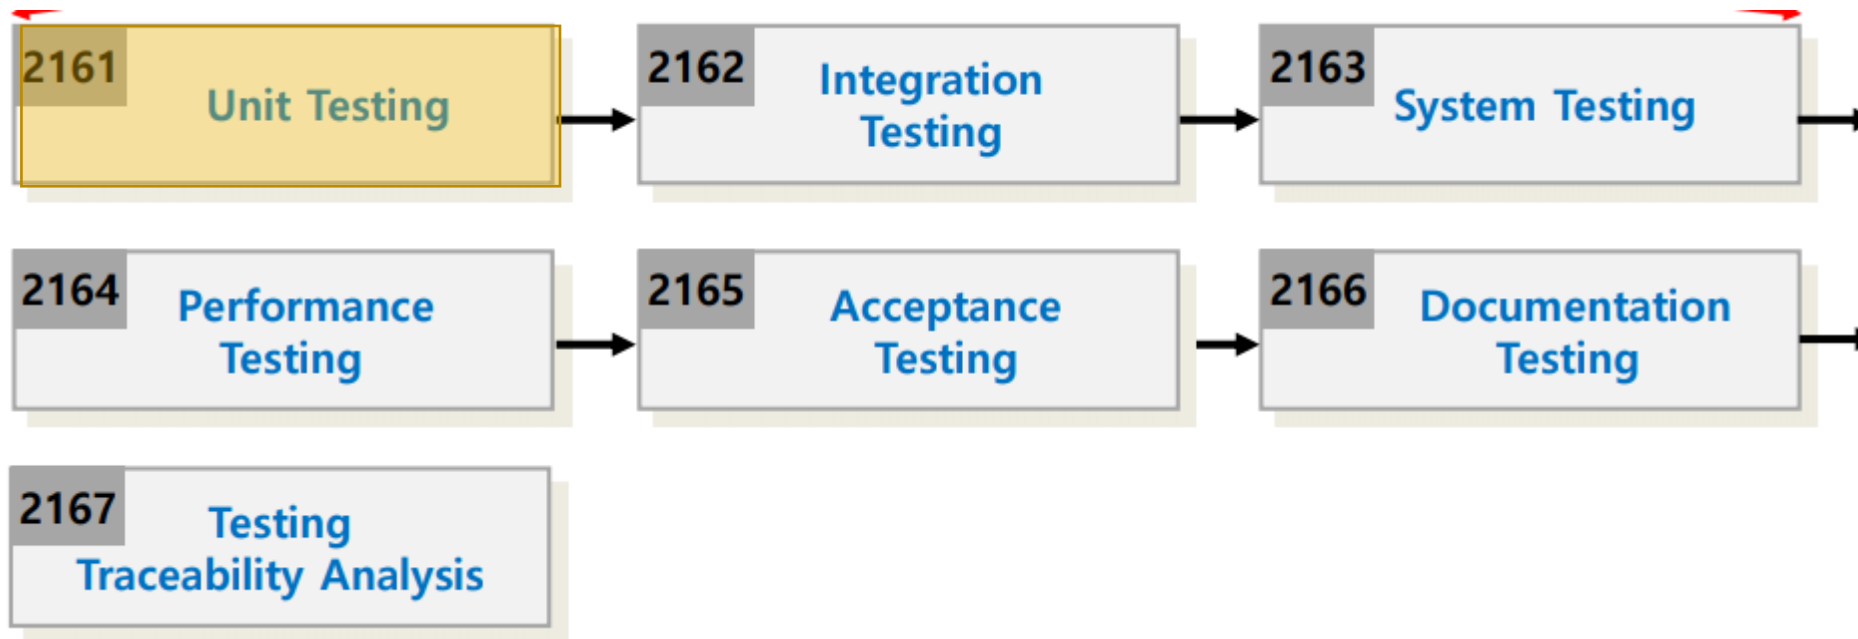 2161
Unit Testing
2162
Integration
Testing
2163
System Testing
2164
Performance
Testing
2165
Acceptance
Testing
2166
Documentation
Testing
2167
Testing
Traceability Analysis